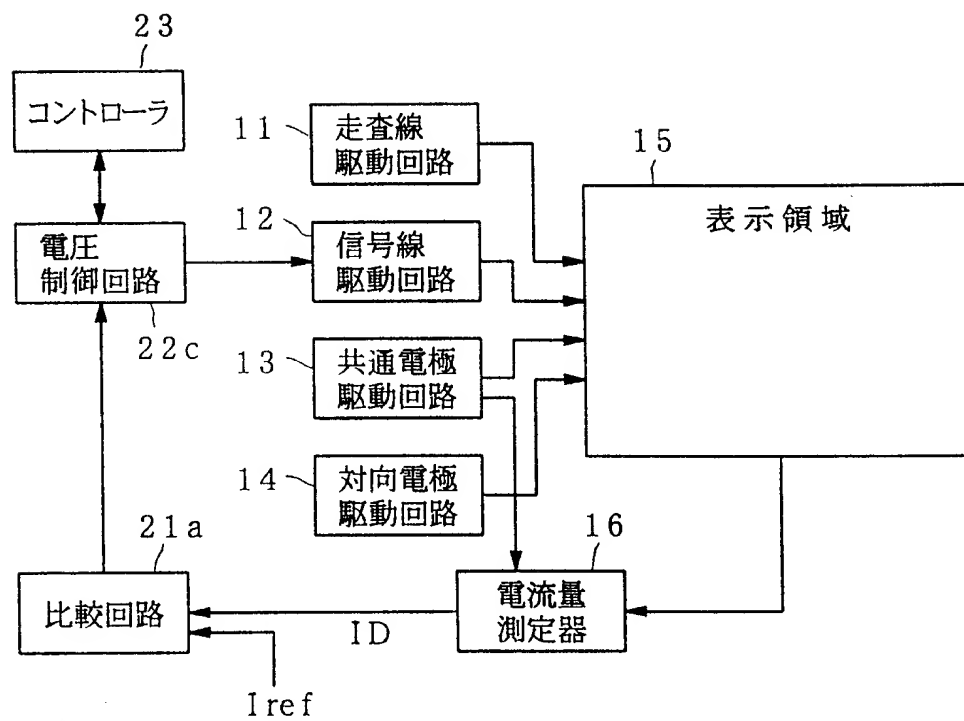 23
コントローラ
11
走査線
駆動回路
15
表示領域
電圧
制御回路
22c
12
信号線
駆動回路
13
共通電極
駆動回路
14
対向電極
駆動回路
21a
比較回路
16
電流量
測定器
ID
Iref